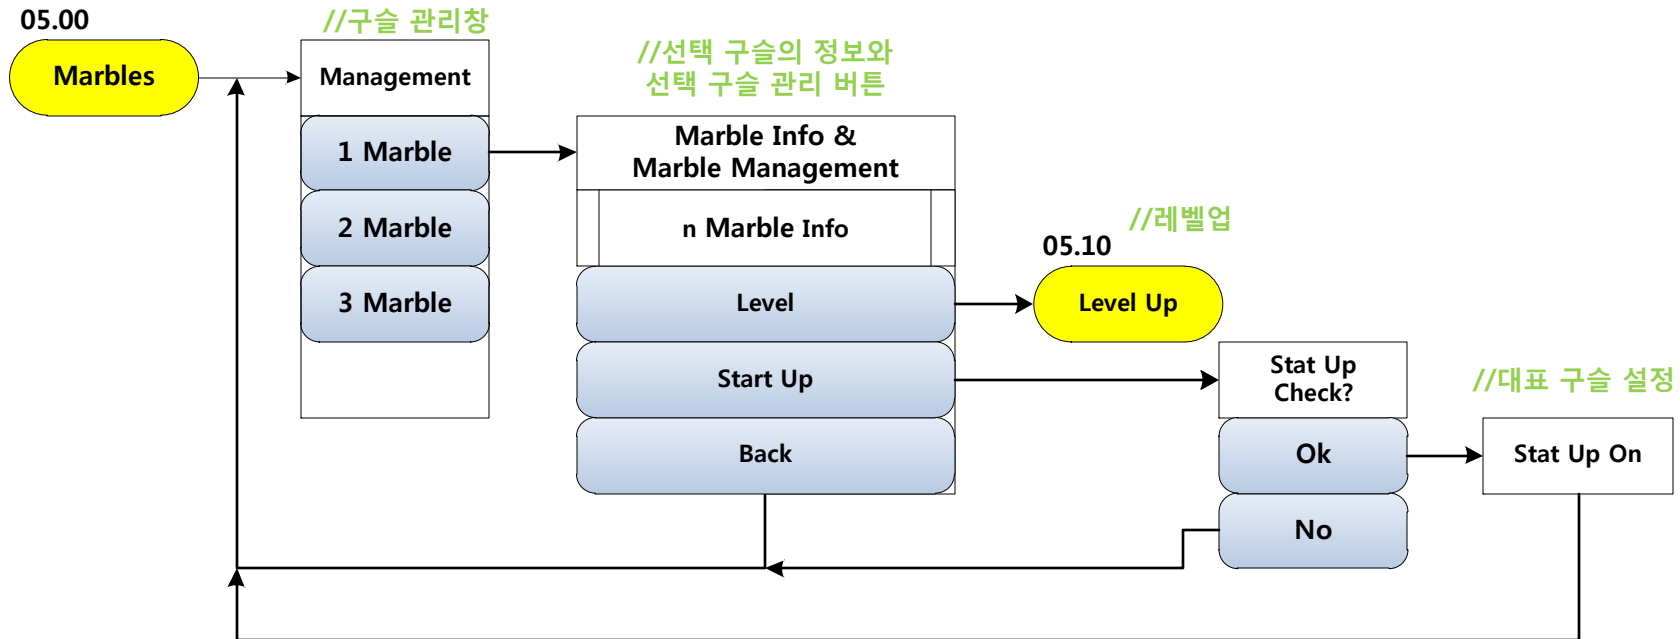 05.00
Marbles
//구슬 관리창
Management
1 Marble
2 Marble
3 Marble
//선택 구슬의 정보와
선택 구슬 관리 버튼
Marble Info &
Marble Management
n Marble Info
Level
Start Up
Back
//레벨업
05.10
Level Up
Stat Up
Check?
Ok
No
//대표 구슬 설정
Stat Up On